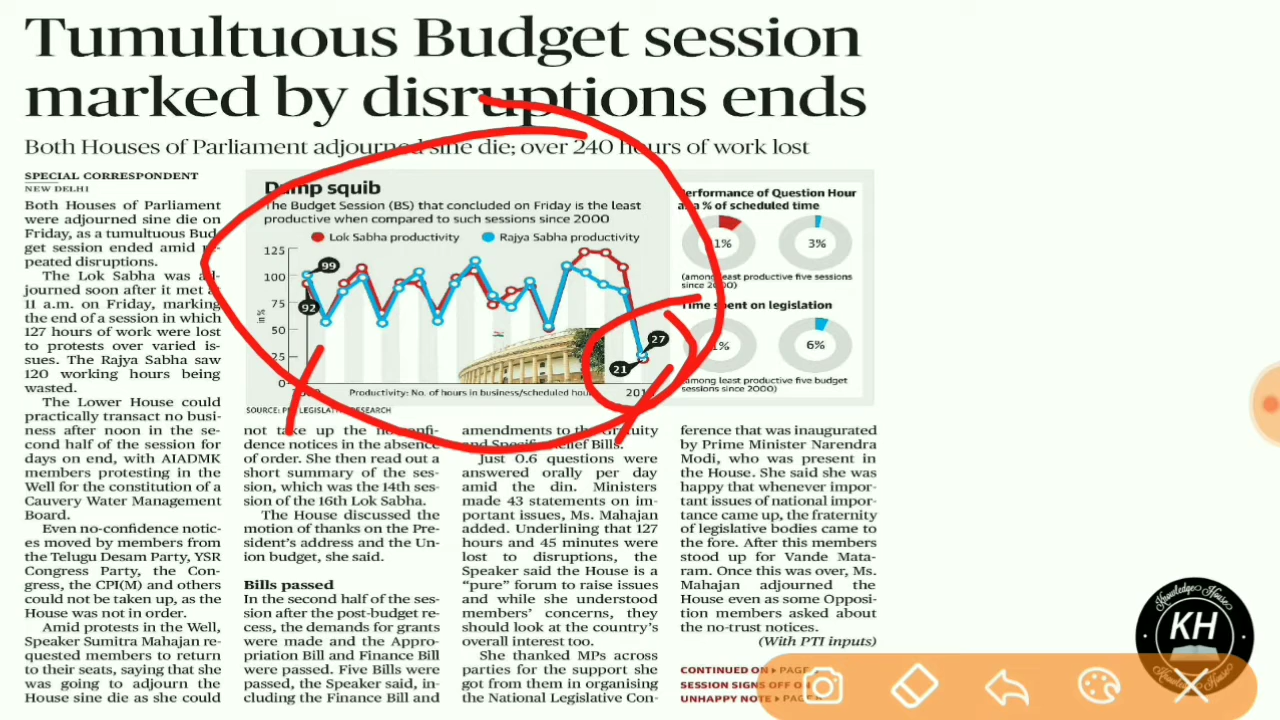 Tumultuous Budget session
marked by disruptions ends
Both Houses of Parliament adjourned sine die; over 240 hours of work lost
SPECIAL CORRESPONDENT
NEW DELHI
Both Houses of Parliament
were adjourned sine die on
Friday, as a tumultuous Bud-
get session ended amid re-
peated disruptions.
The Lok Sabha was ad-
journed soon after it met at
11 a.m. on Friday, marking
the end of a session in which
127 hours of work were lost
to protests over varied is-
sues. The Rajya Sabha saw
120 working hours being
wasted.
The Lower House could
practically transact no busi-
ness after noon in the se-
cond half of the session for
days on end, with AIADMK
members protesting in the
Well for the constitution of a
Cauvery Water Management
Board.
Even no-confidence notic-
es moved by members from
the Telugu Desam Party, YSR
Congress Party, the Con-
gress, the CPI(M) and others
could not be taken up, as the
House was not in order.
Amid protests in the Well,
Speaker Sumitra Mahajan re-
quested members to return
to their seats, saying that she
was going to adjourn the
House sine die as she could
Damp squib
The Budget Session (BS) that concluded on Friday is the least
productive when compared to such sessions since 2000
Lok Sabha productivity Rajya Sabha productivity
125
100
75
50
25
0
in %
99
92
27
21
Productivity: No. of hours in business/scheduled hours
SOURCE: LEGISLATIVE RESEARCH
Performance of Question Hour
as a % of scheduled time
1% 3%
(among least productive five sessions
since 2000)
Time spent on legislation
1% 6%
(among least productive five budget
sessions since 2000)
not take up the no-confi-
dence notices in the absence
of order. She then read out a
short summary of the ses-
sion, which was the 14th ses-
sion of the 16th Lok Sabha.
The House discussed the
motion of thanks on the Pre-
sident's address and the Un-
ion budget, she said.
Bills passed
In the second half of the ses-
sion after the post-budget re-
cess, the demands for grants
were made and the Appro-
priation Bill and Finance Bill
were passed. Five Bills were
passed, the Speaker said, in-
cluding the Finance Bill and
amendments to the Gratuity
and Specific Relief Bills.
Just 0.6 questions were
answered orally per day
amid the din. Ministers
made 43 statements on im-
portant issues, Ms. Mahajan
added. Underlining that 127
hours and 45 minutes were
lost to disruptions, the
Speaker said the House is a
“pure” forum to raise issues
and while she understood
members' concerns, they
should look at the country's
overall interest too.
She thanked MPs across
parties for the support she
got from them in organising
the National Legislative Con-
ference that was inaugurated
by Prime Minister Narendra
Modi, who was present in
the House. She said she was
happy that whenever impor-
tant issues of national impor-
tance came up, the fraternity
of legislative bodies came to
the fore. After this members
stood up for Vande Mata-
ram. Once this was over, Ms.
Mahajan adjourned the
House even as some Opposi-
tion members asked about
the no-trust notices.
(With PTI inputs)
CONTINUED ON PAGE
SESSION SIGNS OFF ON
UNHAPPY NOTE PAGE
Knowledge House
KH
Knowledge House